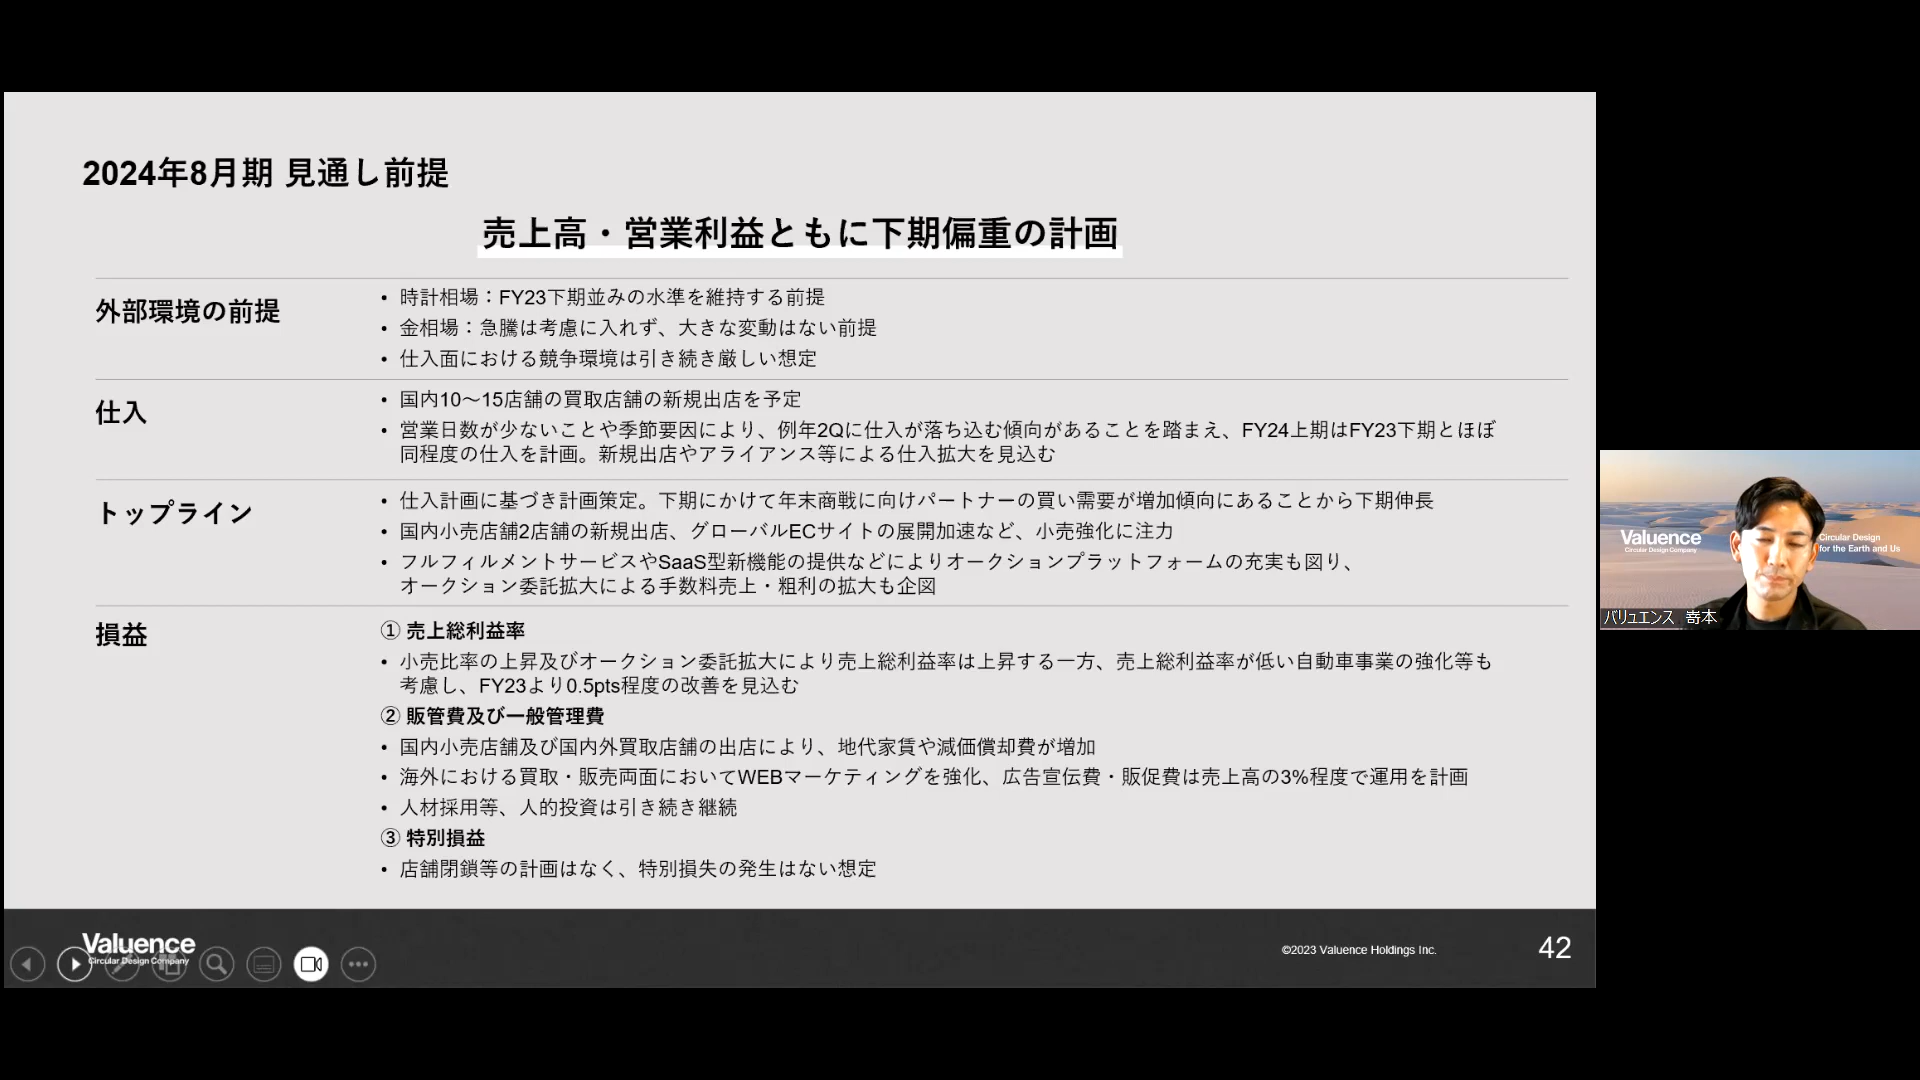 2024年8月期 見通し前提
売上高・営業利益ともに下期偏重の計画
外部環境の前提
• 時計相場：FY23下期並みの水準を維持する前提
• 金相場：急騰は考慮に入れず、大きな変動はない前提
• 仕入面における競争環境は引き続き厳しい想定
仕入
• 国内10～15店舗の買取店舗の新規出店を予定
• 営業日数が少ないことや季節要因により、例年2Qに仕入が落ち込む傾向があることを踏まえ、FY24上期はFY23下期とほぼ
同程度の仕入を計画。新規出店やアライアンス等による仕入拡大を見込む
トップライン
• 仕入計画に基づき計画策定。下期にかけて年末商戦に向けパートナーの買い需要が増加傾向にあることから下期伸長
• 国内小売店舗2店舗の新規出店、グローバルECサイトの展開加速など、小売強化に注力
• フルフィルメントサービスやSaaS型新機能の提供などによりオークションプラットフォームの充実も図り、
オークション委託拡大による手数料売上・粗利の拡大も企図
損益
① 売上総利益率
• 小売比率の上昇及びオークション委託拡大により売上総利益率は上昇する一方、売上総利益率が低い自動車事業の強化等も
考慮し、FY23より0.5pts程度の改善を見込む
② 販管費及び一般管理費
• 国内小売店舗及び国内外買取店舗の出店により、地代家賃や減価償却費が増加
• 海外における買取・販売両面においてWEBマーケティングを強化、広告宣伝費・販促費は売上高の3%程度で運用を計画
• 人材採用等、人的投資は引き続き継続
③ 特別損益
• 店舗閉鎖等の計画はなく、特別損失の発生はない想定
Valuence
Circular Design Company
©2023 Valuence Holdings Inc.
42
Valuence
Circular Design Company
Circular Design
for the Earth and Us
バリュエンス 嵜本